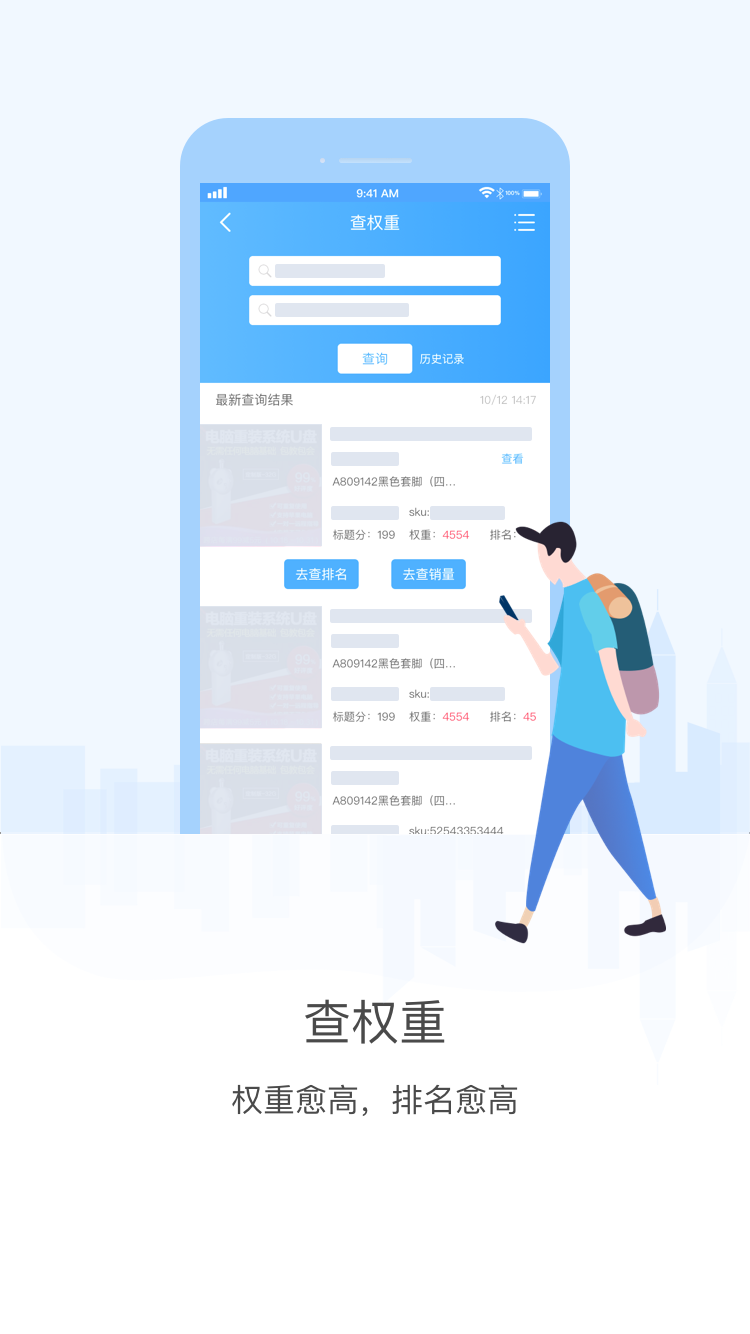 9:41 AM
100%
查权重
查询
历史记录
最新查询结果
10/12 14:17
电脑重装系统U盘
查看
A809142黑色套脚（四...
sku:
标题分：199 权重：4554 排名：
去查排名
去查销量
电脑重装系统U盘
A809142黑色套脚（四...
sku:
标题分：199 权重：4554 排名：45
电脑重装系统U盘
A809142黑色套脚（四...
sku:52543353444
查权重
权重愈高，排名愈高